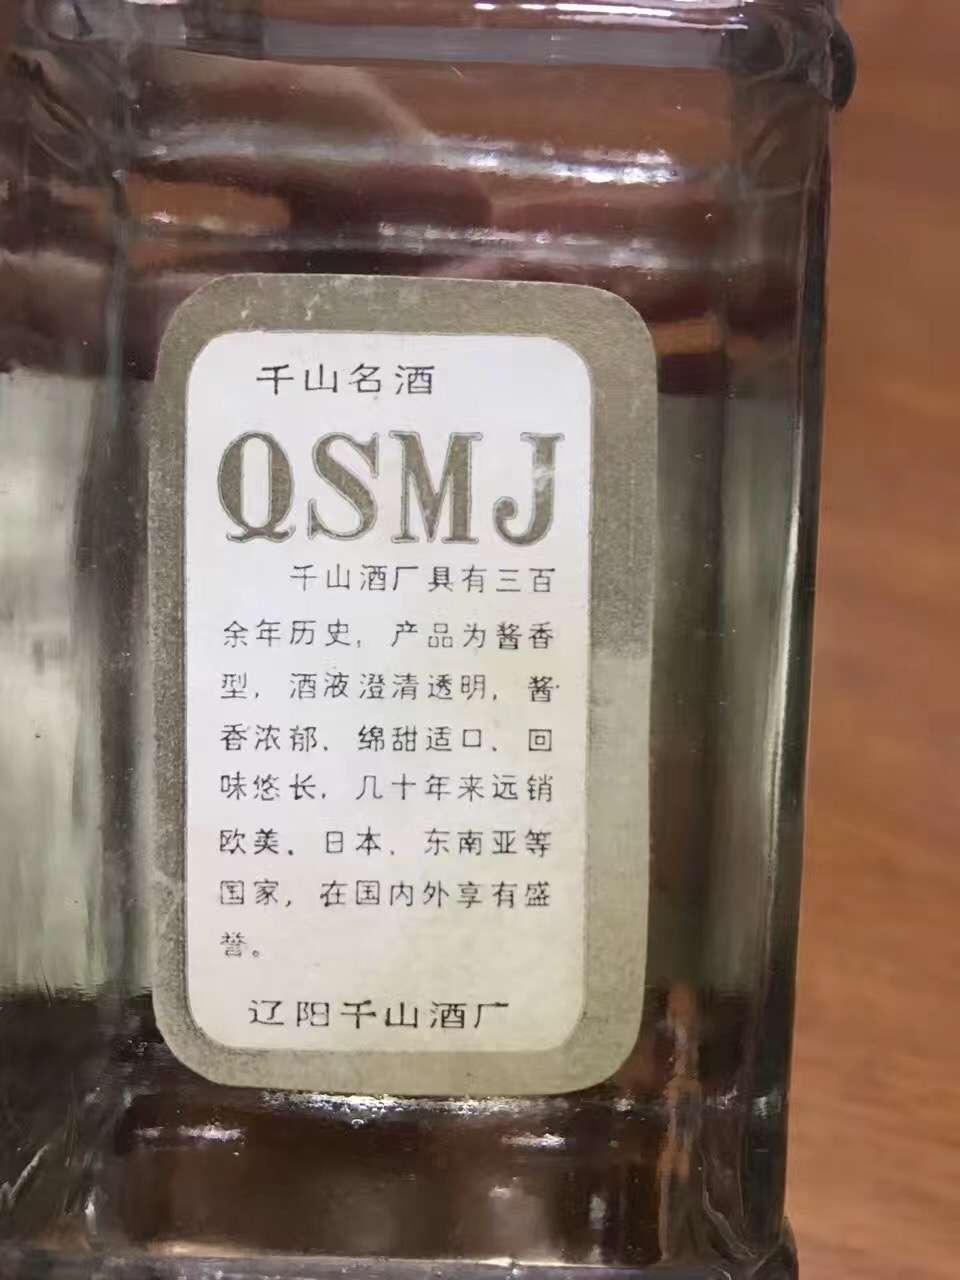 千山名酒
QSMJ
千山酒厂具有三百
余年历史，产品为酱香
型，酒液澄清透明，酱
香浓郁、绵甜适口、回
味悠长，几十年来远销
欧美、日本、东南亚等
国家，在国内外享有盛
誉。
辽阳千山酒厂